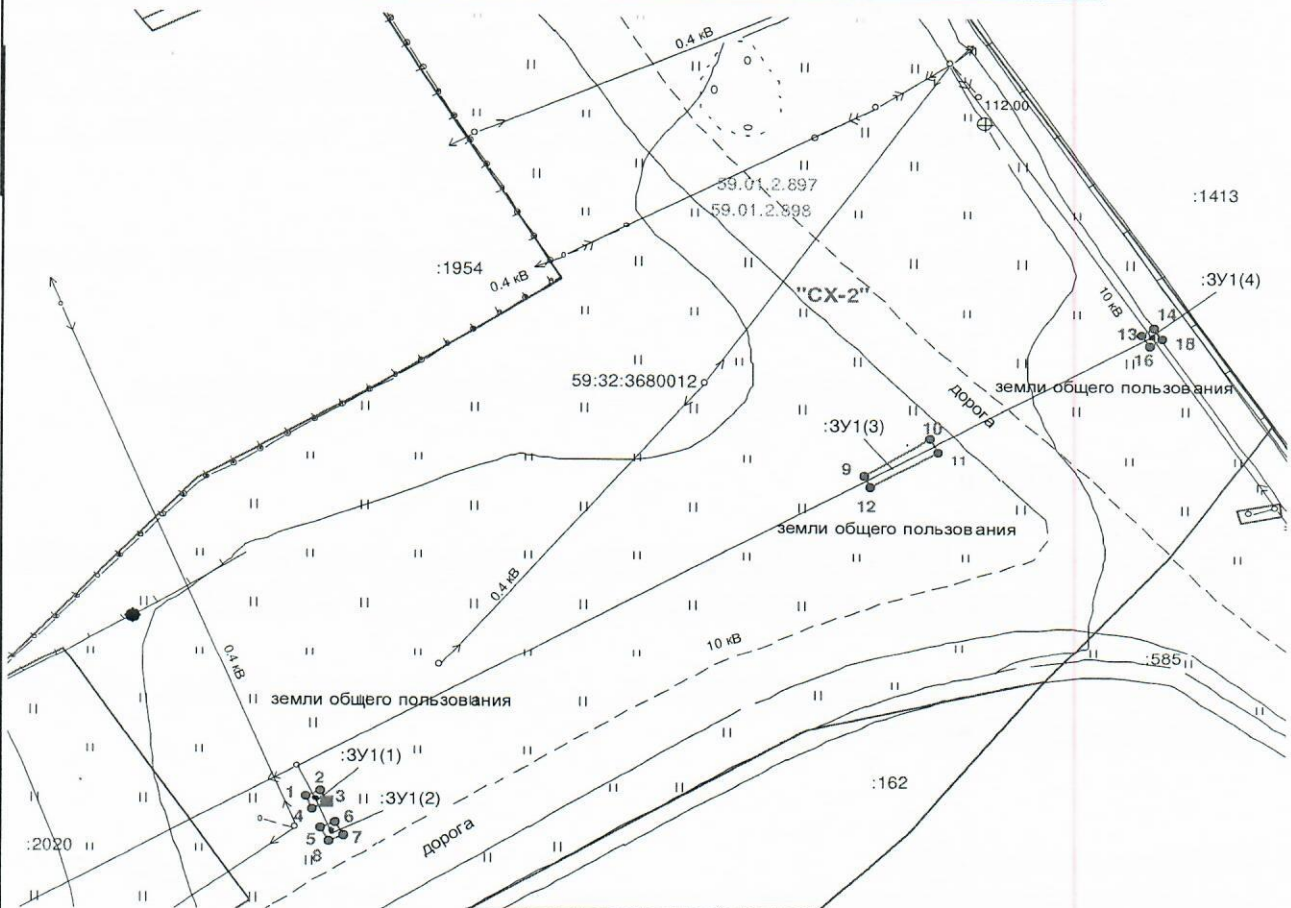 0.4 кВ
112.00
59.01.2.897
59.01.2.898
:1413
:1954
0.4 кВ
"СХ-2"
10 кВ
:ЗУ1(4)
14
13
15
16
59:32:3680012
дорога
земли общего пользования
:ЗУ1(3)
10
11
9
12
земли общего пользования
0.4 кВ
10 кВ
:585
0.4 кВ
земли общего пользования
:ЗУ1(1)
2
1
3
4
:ЗУ1(2)
6
5
7
8
дорога
:162
:2020